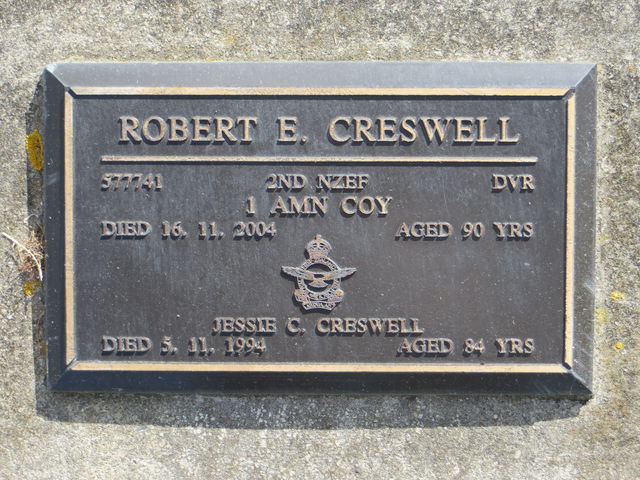 ROBERT E. CRESWELL
577741 2ND NZEF DVR
1 AMN COY
DIED 16. 11. 2004 AGED 90 YRS
JESSIE C. CRESWELL
DIED 5. 11. 1994 AGED 84 YRS